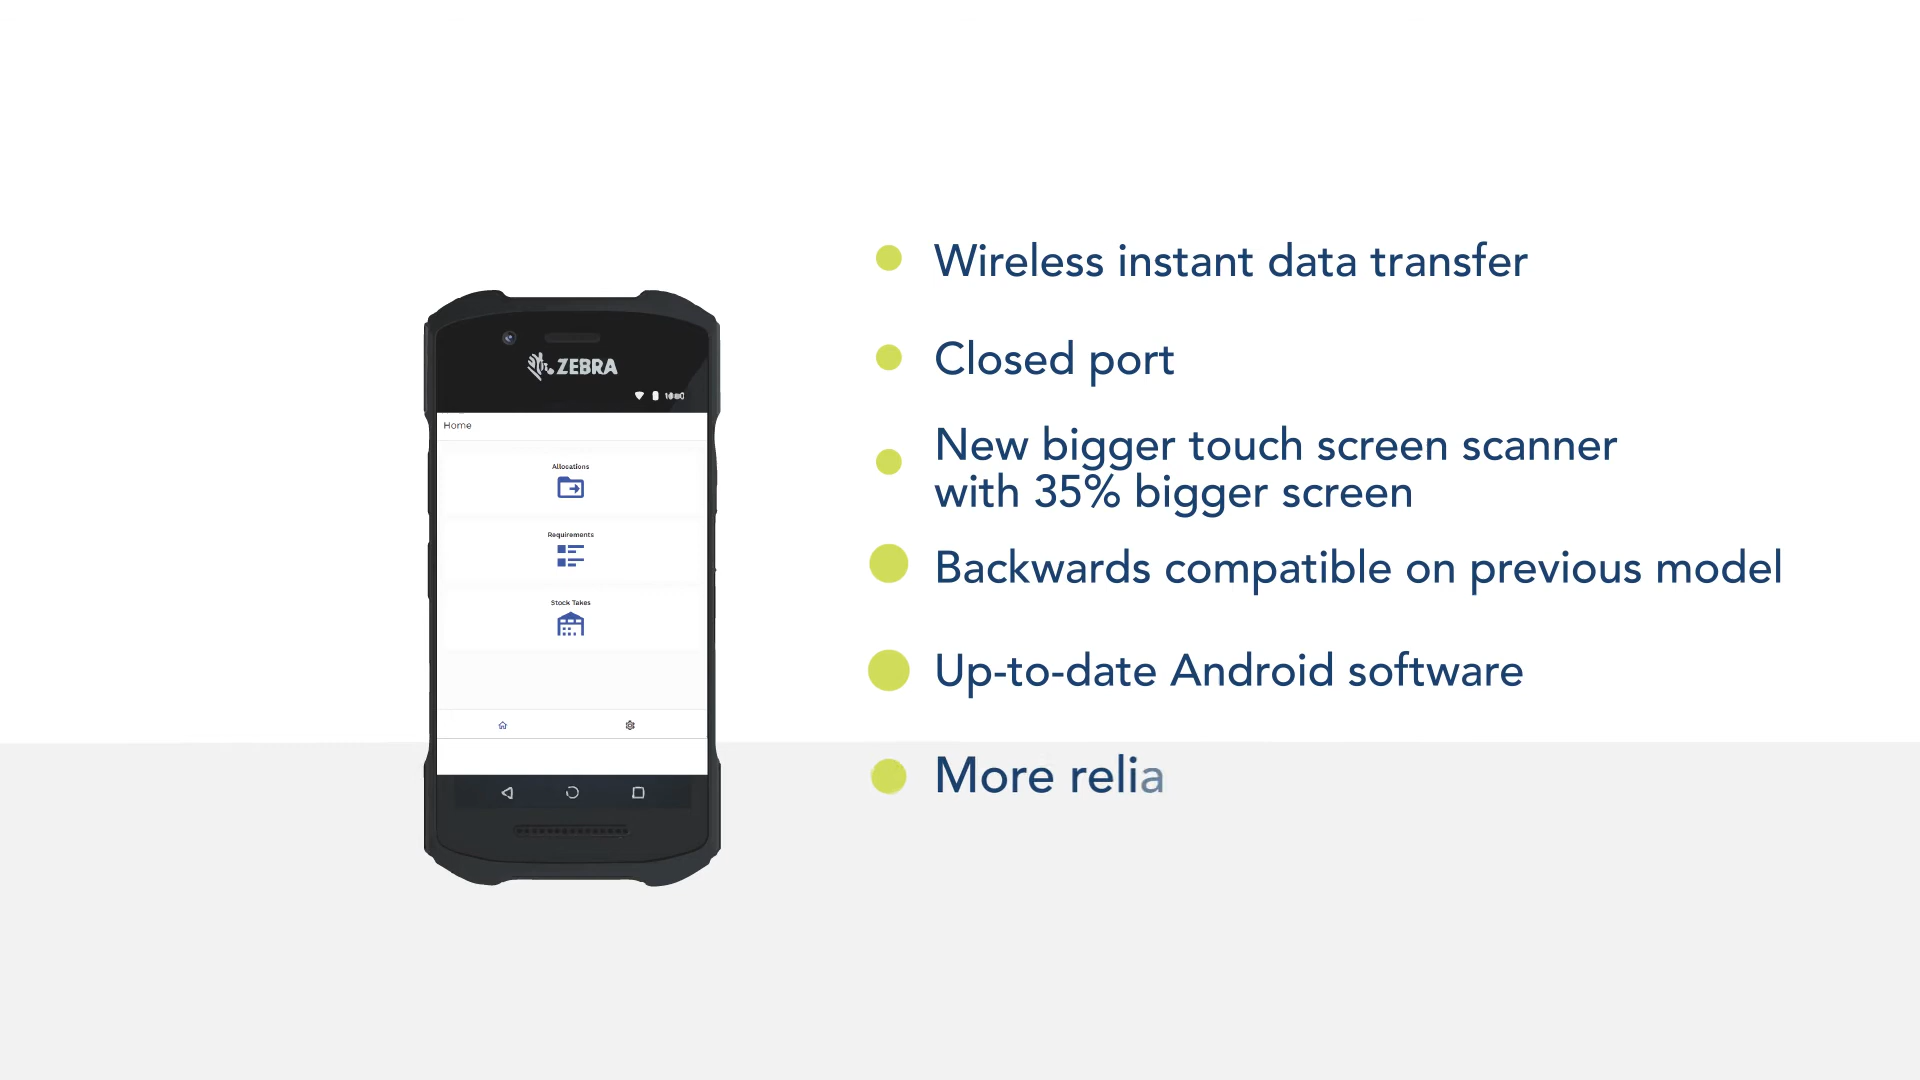 ZEBRA
Home
Allocations
Requirements
Stock Takes
Wireless instant data transfer
Closed port
New bigger touch screen scanner
with 35% bigger screen
Backwards compatible on previous model
Up-to-date Android software
More relia